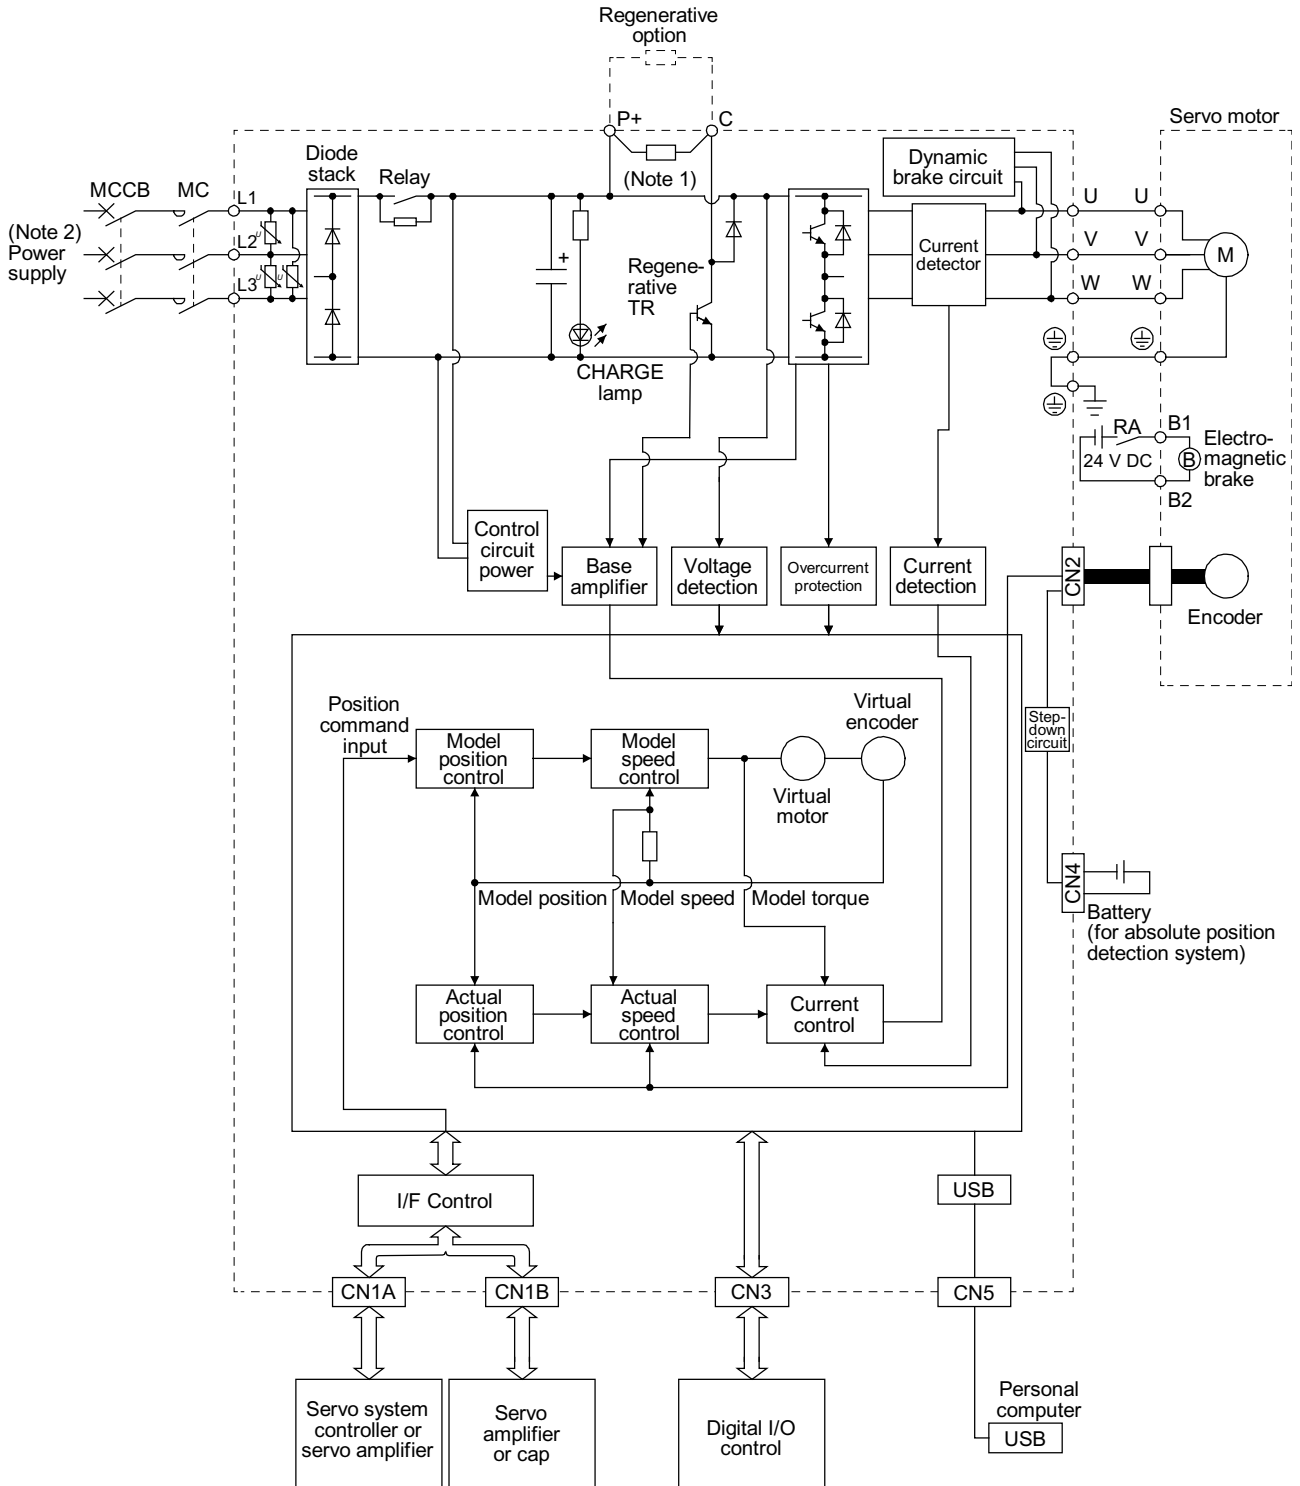 Regenerative
option
P+
C
Servo motor
Diode
stack
Relay
(Note 1)
Dynamic
brake circuit
MCCB
MC
L1
L2
L3
U
U
U
U
U
(Note 2)
Power
supply
+
Regene-
rative
TR
Current
detector
V
V
M
W
W
CHARGE
lamp
RA
24 V DC
B1
B
B2
Electro-
magnetic
brake
Control
circuit
power
Base
amplifier
Voltage
detection
Overcurrent
protection
Current
detection
CN2
Encoder
Position
command
input
Model
position
control
Model
speed
control
Virtual
encoder
Virtual
motor
Step-
down
circuit
Model position
Model speed
Model torque
CN4
Battery
(for absolute position
detection system)
Actual
position
control
Actual
speed
control
Current
control
I/F Control
USB
CN1A
CN1B
CN3
CN5
Servo system
controller or
servo amplifier
Servo
amplifier
or cap
Digital I/O
control
Personal
computer
USB